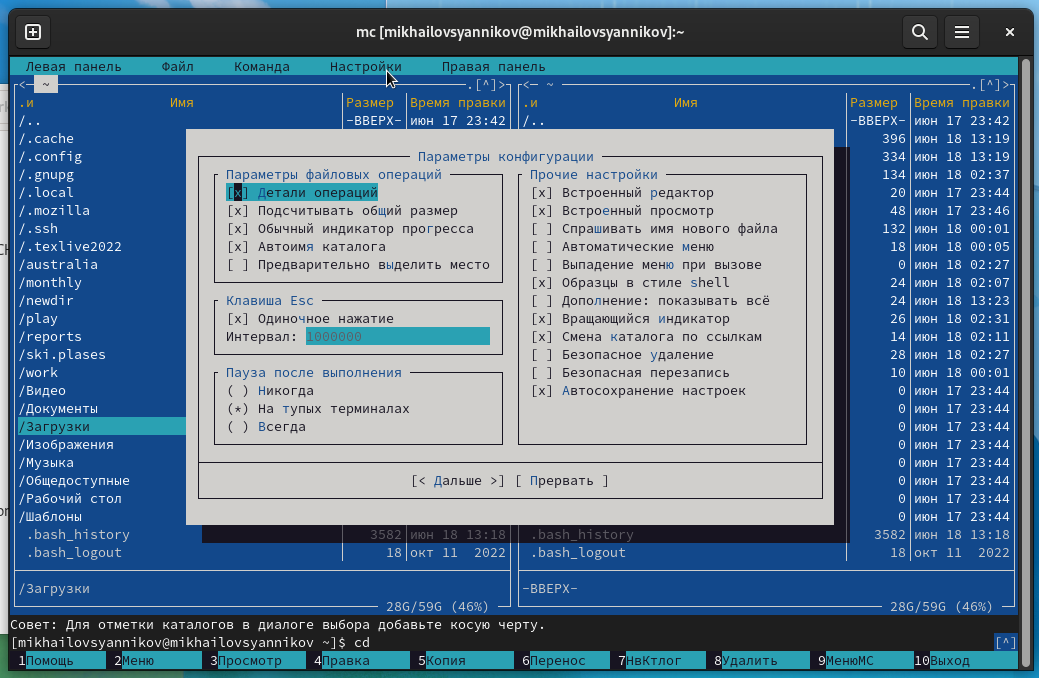 mc [mikhailovsyannikov@mikhailovsyannikov]:~
Левая панель Файл Команда Настройки Правая панель
<─ ~ .[^]> <─ ~ .[^]>
.и Имя Размер Время правки .и Имя Размер Время правки
/.. -ВВЕРХ- июн 17 23:42 /.. -ВВЕРХ- июн 17 23:42
/.cache 396 июн 18 13:19
/.config 334 июн 18 13:19
/.gnupg 134 июн 18 02:37
/.local 20 июн 17 23:44
/.mozilla 48 июн 17 23:46
/.ssh 132 июн 18 00:01
/.texlive2022 18 июн 18 00:05
/australia 0 июн 18 02:27
/monthly 24 июн 18 02:07
/newdir 24 июн 18 13:23
/play 26 июн 18 02:31
/reports 14 июн 18 02:11
/ski.plases 28 июн 18 02:27
/work 10 июн 18 00:01
/Видео 0 июн 17 23:44
/Документы 0 июн 17 23:44
/Загрузки 0 июн 17 23:44
/Изображения 0 июн 17 23:44
/Музыка 0 июн 17 23:44
/Общедоступные 0 июн 17 23:44
/Рабочий стол 0 июн 17 23:44
/Шаблоны 0 июн 17 23:44
.bash_history 3582 июн 18 13:18 .bash_history 3582 июн 18 13:18
.bash_logout 18 окт 11 2022 .bash_logout 18 окт 11 2022
/Загрузки -ВВЕРХ-
28G/59G (46%) 28G/59G (46%)
Параметры конфигурации
Параметры файловых операций
[x] Детали операций
[x] Подсчитывать общий размер
[x] Обычный индикатор прогресса
[x] Автоимя каталога
[ ] Предварительно выделить место
Клавиша Esc
[x] Одиночное нажатие
Интервал: 1000000
Пауза после выполнения
( ) Никогда
(*) На тупых терминалах
( ) Всегда
Прочие настройки
[x] Встроенный редактор
[x] Встроенный просмотр
[ ] Спрашивать имя нового файла
[ ] Автоматические меню
[ ] Выпадение меню при вызове
[x] Образцы в стиле shell
[ ] Дополнение: показывать всё
[x] Вращающийся индикатор
[x] Смена каталога по ссылкам
[ ] Безопасное удаление
[ ] Безопасная перезапись
[x] Автосохранение настроек
[< Дальше >] [ Прервать ]
Совет: Для отметки каталогов в диалоге выбора добавьте косую черту.
[mikhailovsyannikov@mikhailovsyannikov ~]$ cd [^]
1Помощь 2Меню 3Просмотр 4Правка 5Копия 6Перенос 7НвКтлог 8Удалить 9МенюМС 10Выход